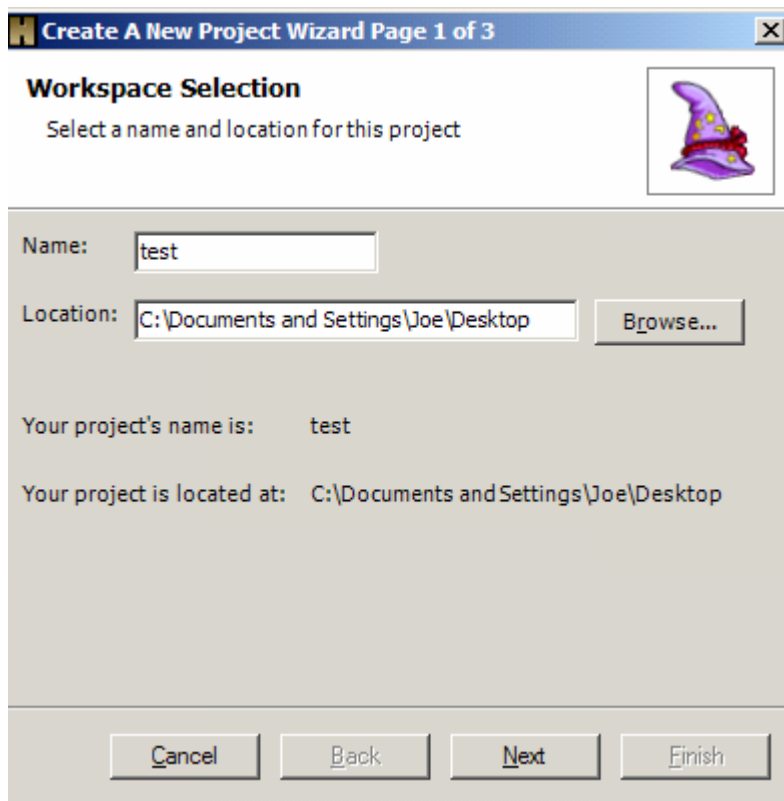 H Create A New Project Wizard Page 1 of 3
Workspace Selection
Select a name and location for this project
Name: test
Location: C:\Documents and Settings\Joe\Desktop Browse...
Your project's name is: test
Your project is located at: C:\Documents and Settings\Joe\Desktop
Cancel Back Next Finish